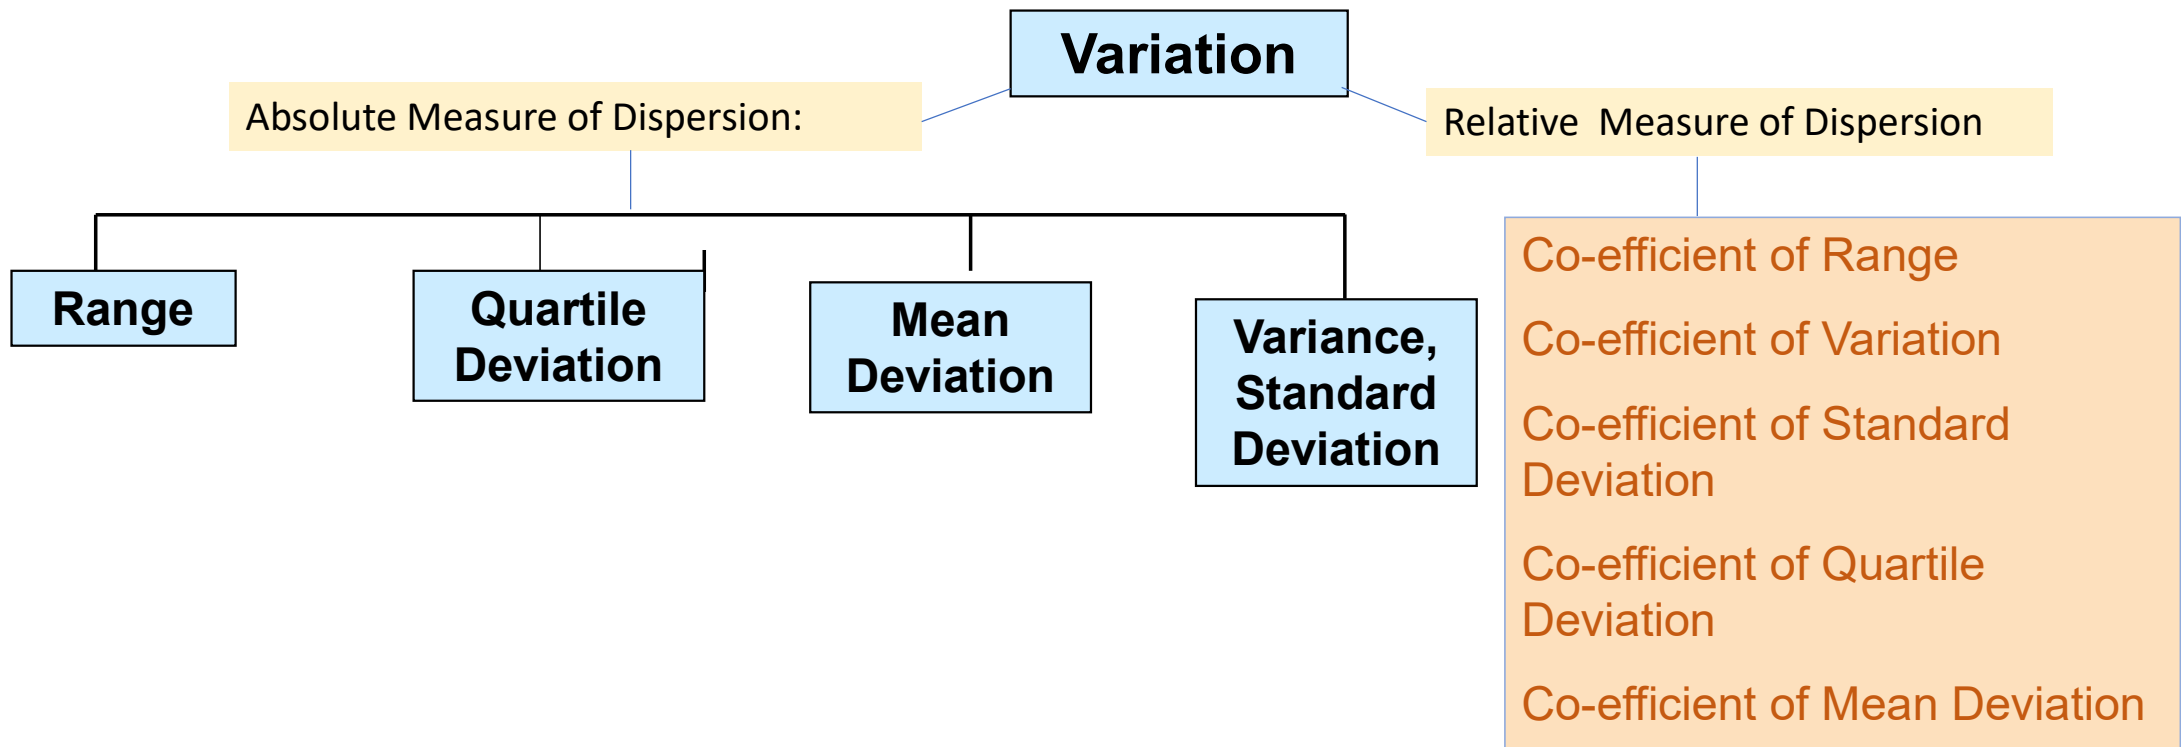 Variation
Absolute Measure of Dispersion:
Relative  Measure of Dispersion
Range
Quartile
Deviation
Mean
Deviation
Variance,
Standard
Deviation
Co-efficient of Range
Co-efficient of Variation
Co-efficient of Standard
Deviation
Co-efficient of Quartile
Deviation
Co-efficient of Mean Deviation